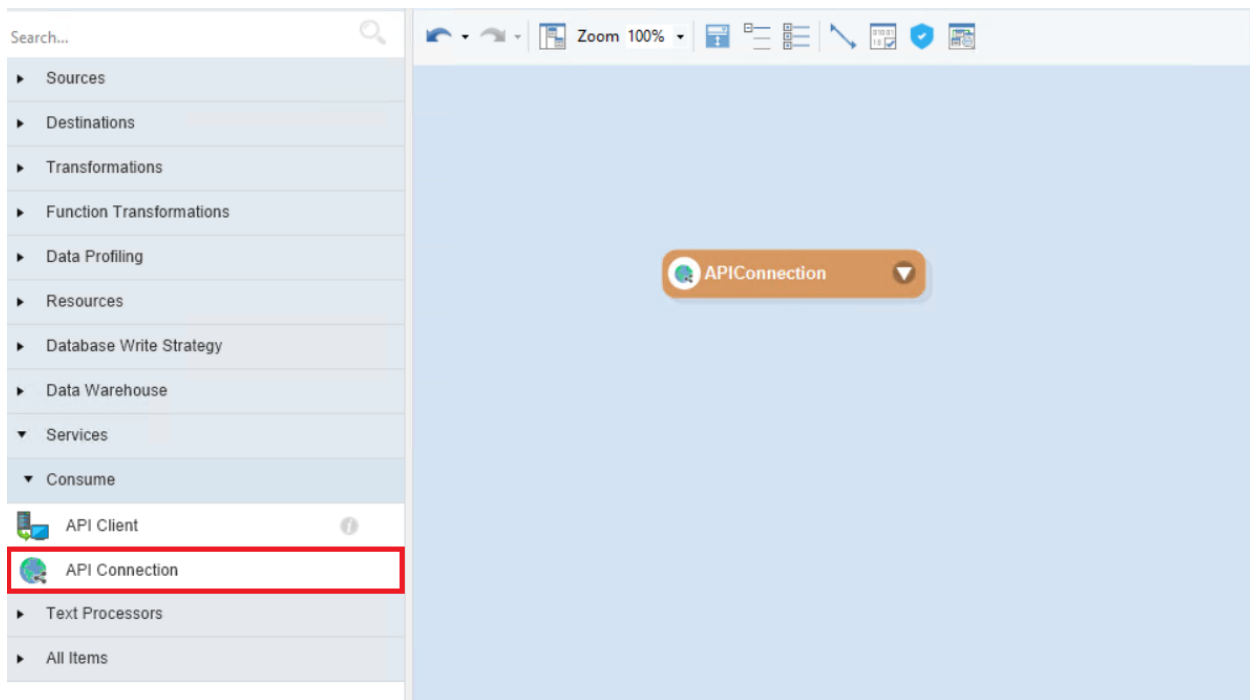 Search...
Zoom 100%
Sources
Destinations
Transformations
Function Transformations
Data Profiling
APIConnection
Resources
Database Write Strategy
Data Warehouse
Services
Consume
API Client
API Connection
Text Processors
All Items